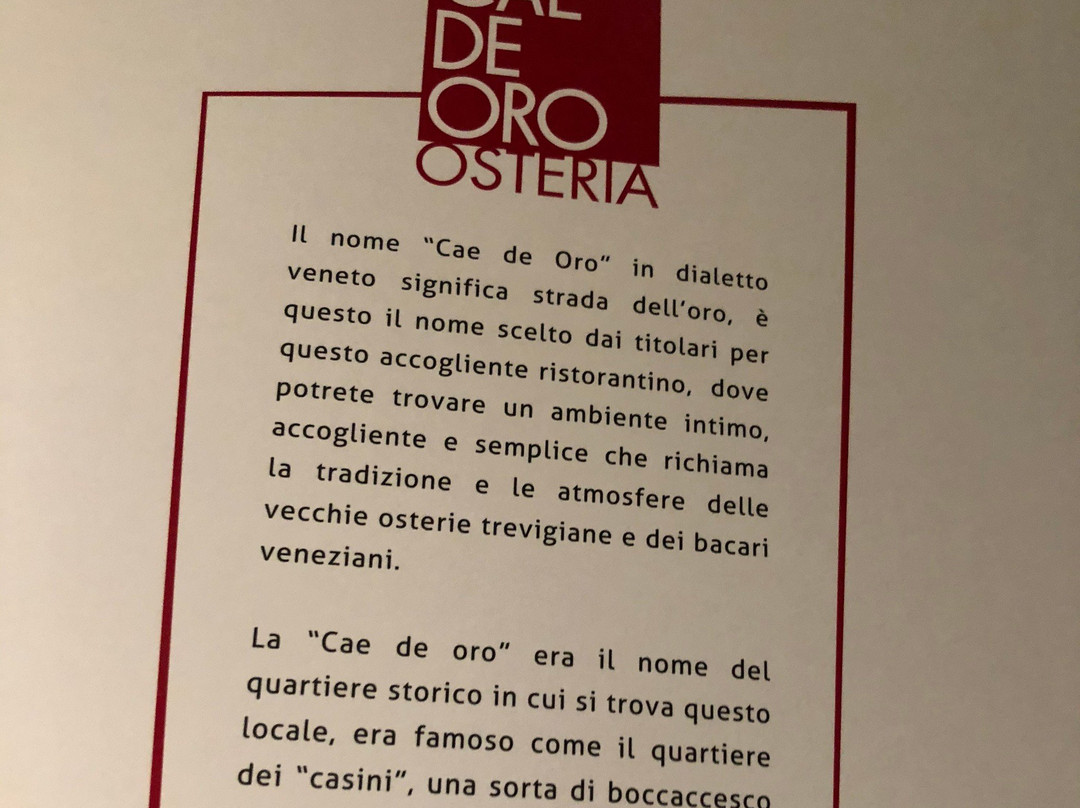 CAE
DE
ORO
OSTERIA
Il nome “Cae de Oro” in dialetto
veneto significa strada dell’oro, è
questo il nome scelto dai titolari per
questo accogliente ristorantino, dove
potrete trovare un ambiente intimo,
accogliente e semplice che richiama
la tradizione e le atmosfere delle
vecchie osterie trevigiane e dei bacari
veneziani.
La “Cae de oro” era il nome del
quartiere storico in cui si trova questo
locale, era famoso come il quartiere
dei “casini”, una sorta di boccaccesco